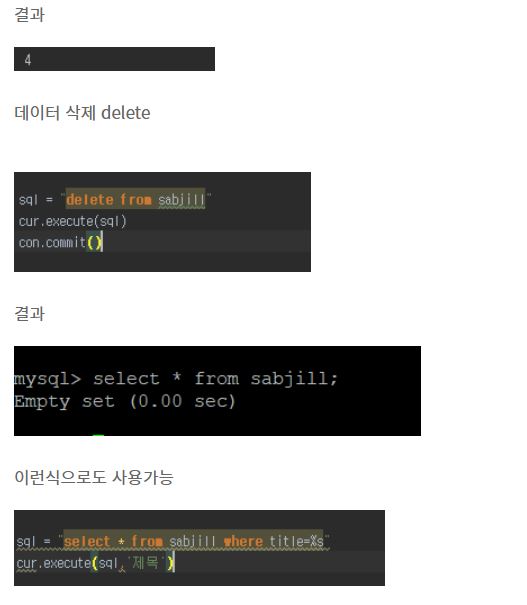 결과
4
데이터 삭제 delete
sql = "delete from sabjill"
cur.execute(sql)
con.commit()
결과
mysql> select * from sabjill;
Empty set (0.00 sec)
이런식으로도 사용가능
sql = "select * from sabjill where title=%s"
cur.execute(sql,'제목')